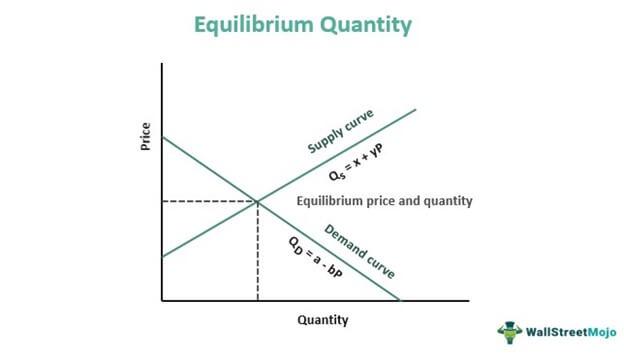 Equilibrium Quantity
Price
Supply curve
Qs = x + yP
Equilibrium price and quantity
Demand curve
QD = a - bP
Quantity
WallStreetMojo